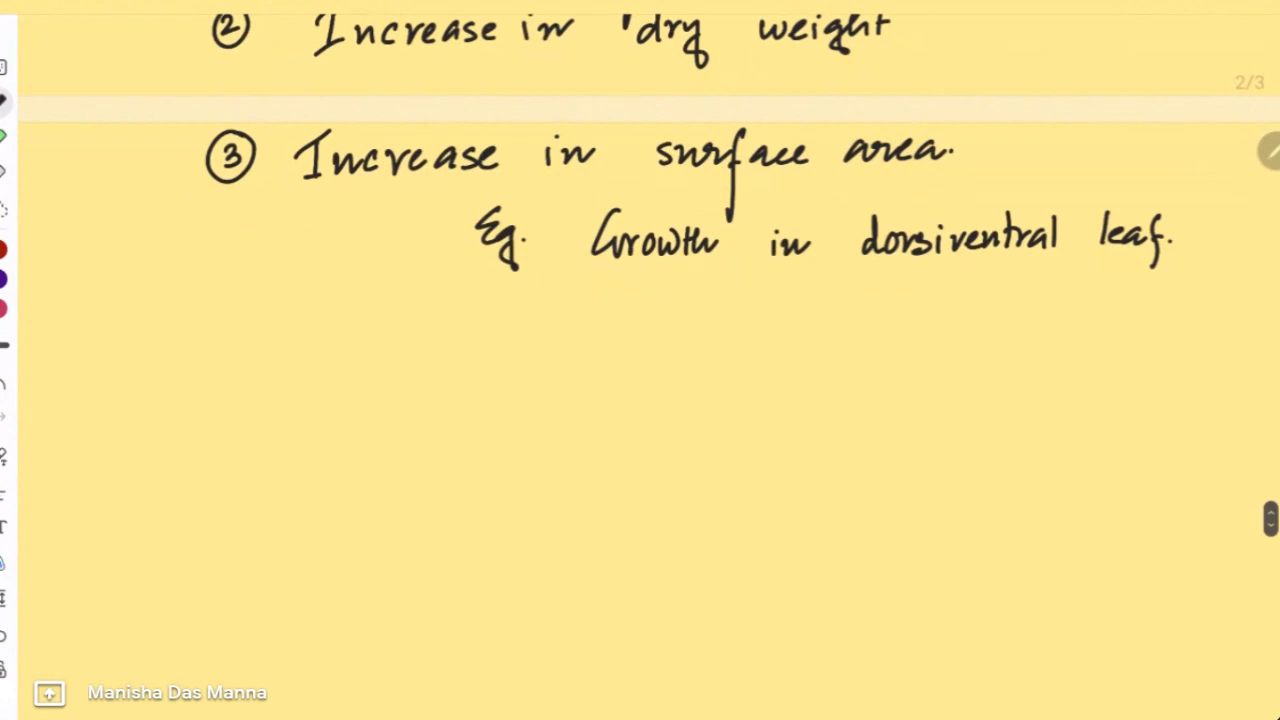 ② Increase in dry weight
2/3
③ Increase in surface area.
Eg. Growth in dorsiventral leaf.
Manisha Das Manna